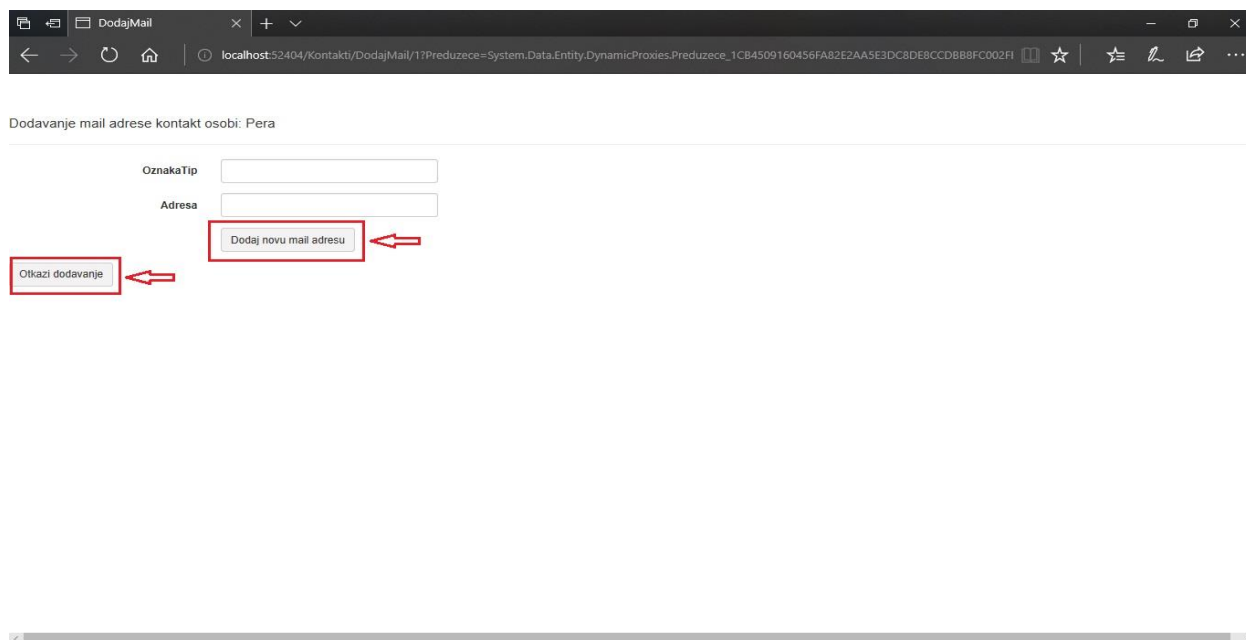 DodajMail
localhost:52404/Kontakti/DodajMail/1?Preduzece=System.Data.Entity.DynamicProxies.Preduzece_1CB4509160456FA82E2AA5E3DC8DE8CCDBB8FC002FI
Dodavanje mail adrese kontakt osobi: Pera
OznakaTip
Adresa
Dodaj novu mail adresu
Otkazi dodavanje